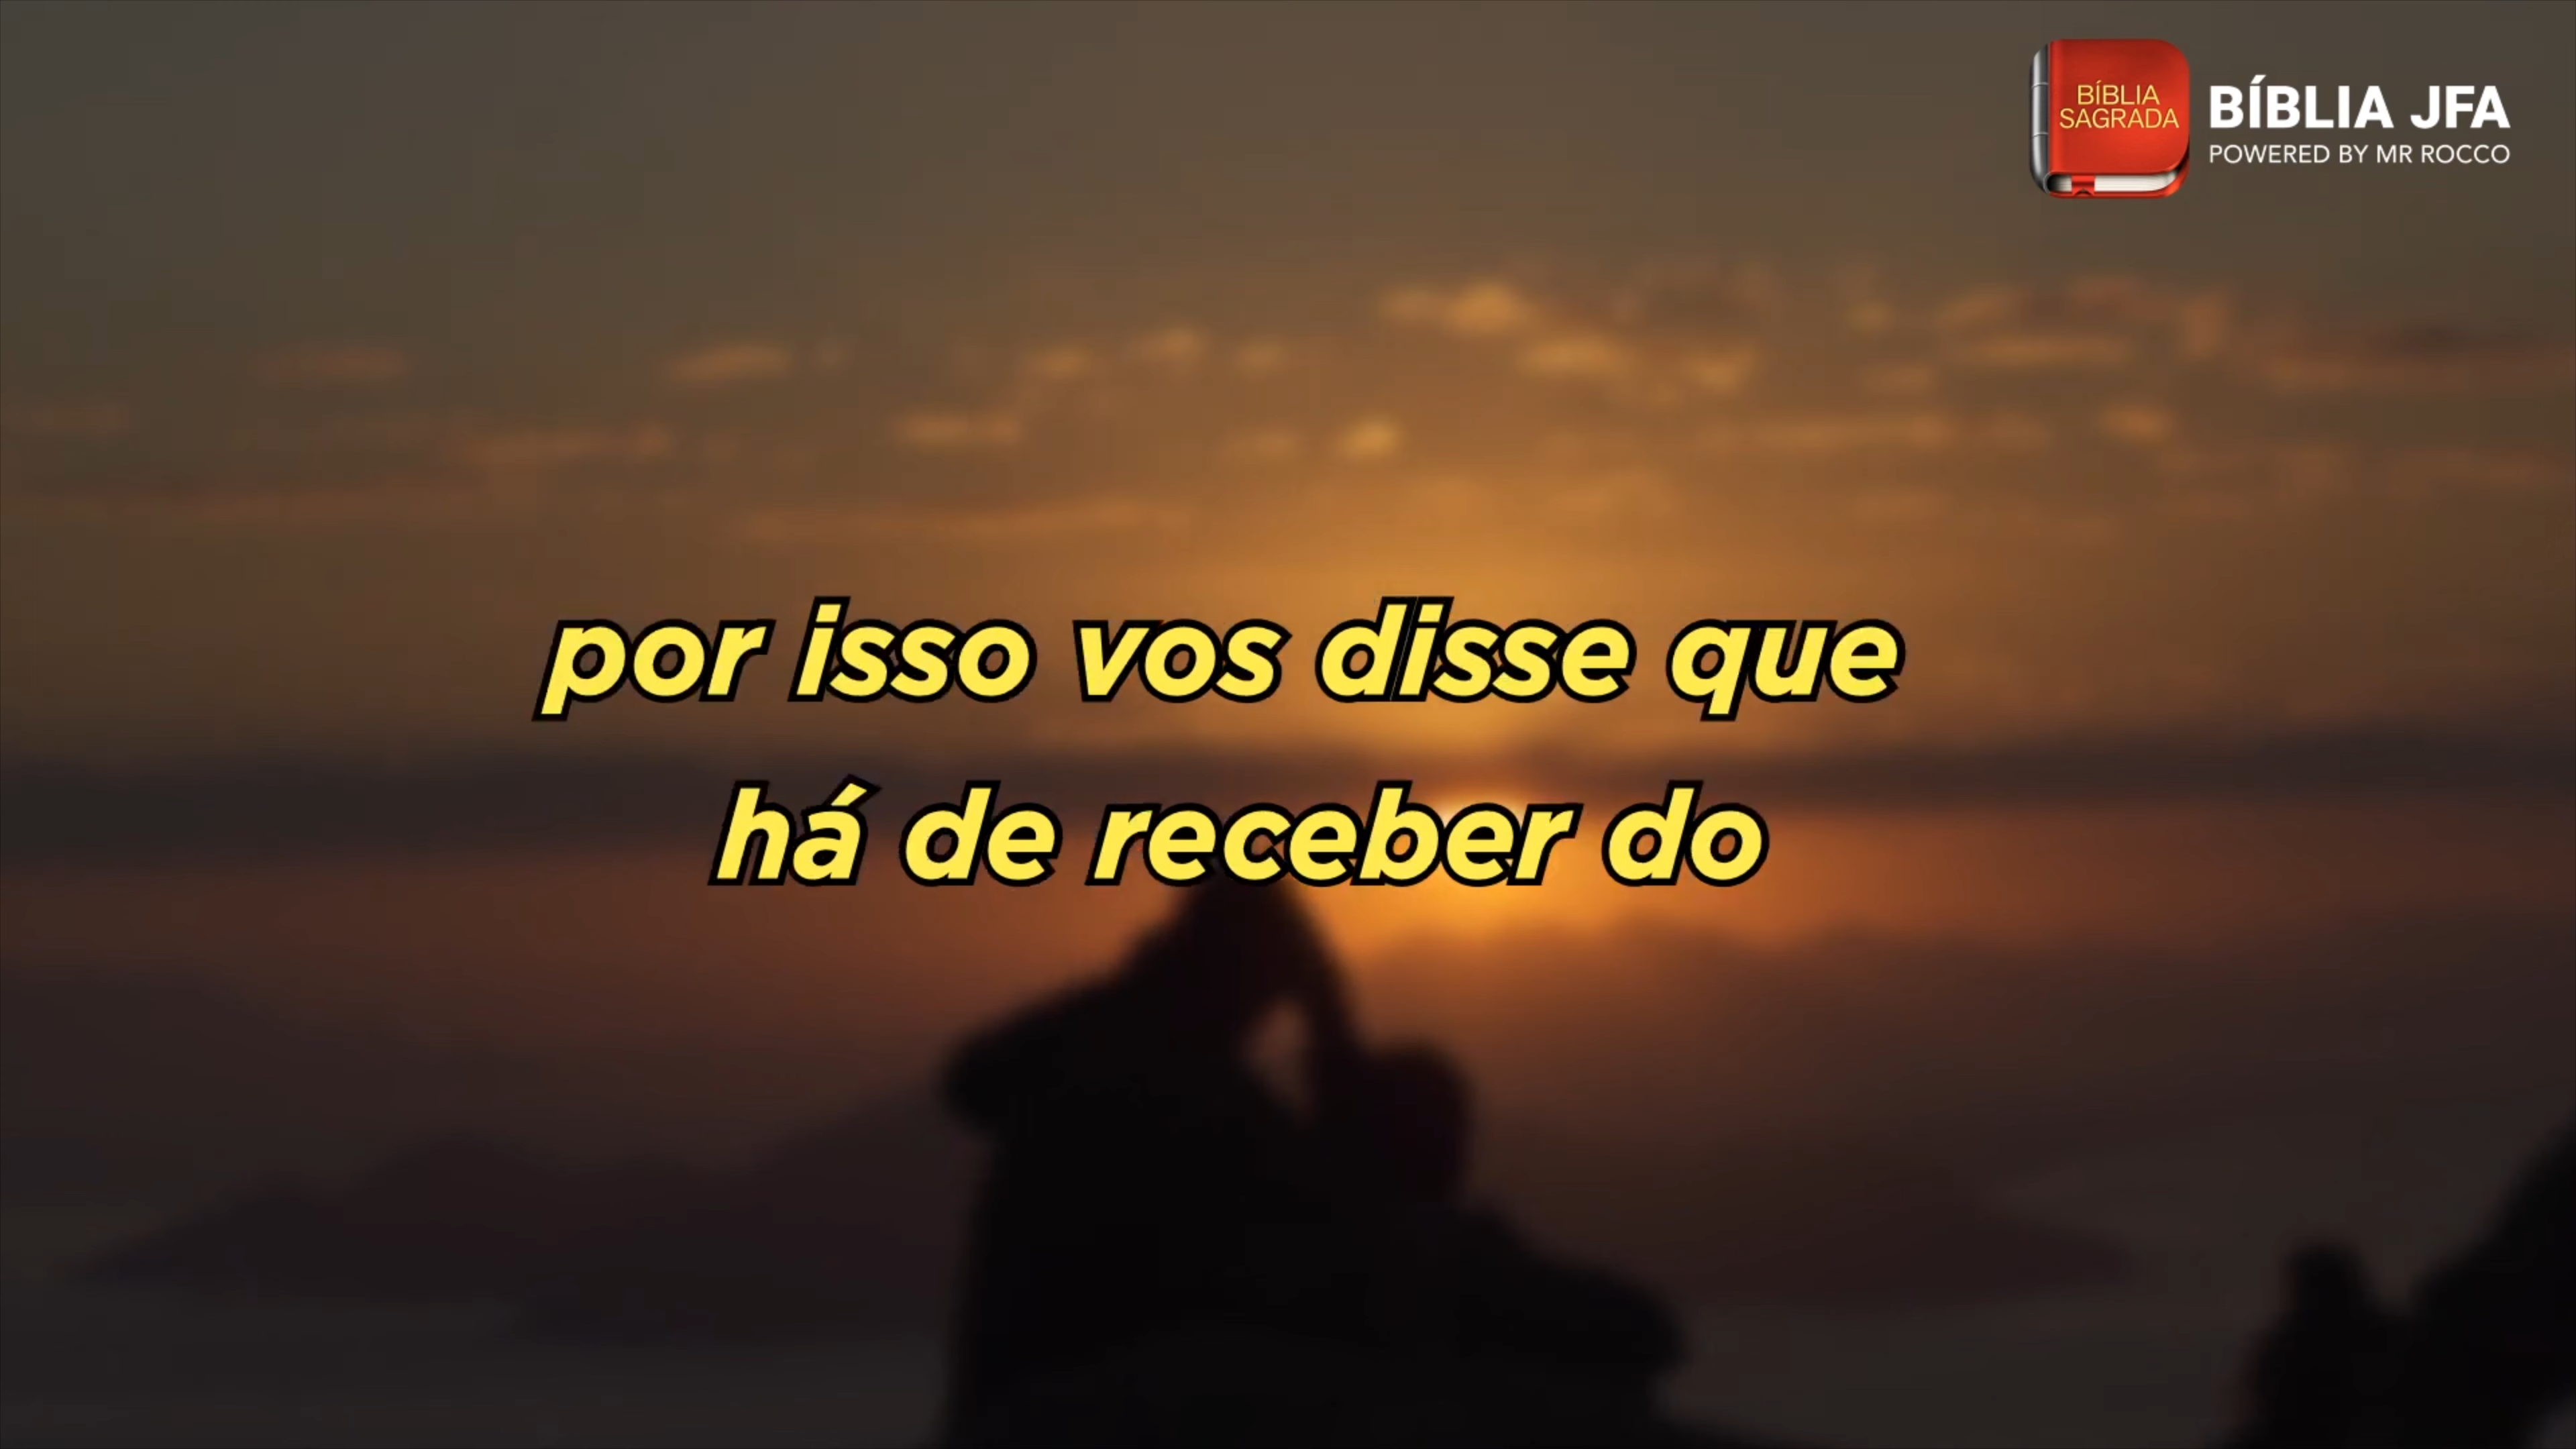 BÍBLIA
SAGRADA
BÍBLIA JFA
POWERED BY MR ROCCO
por isso vos disse que
há de receber do